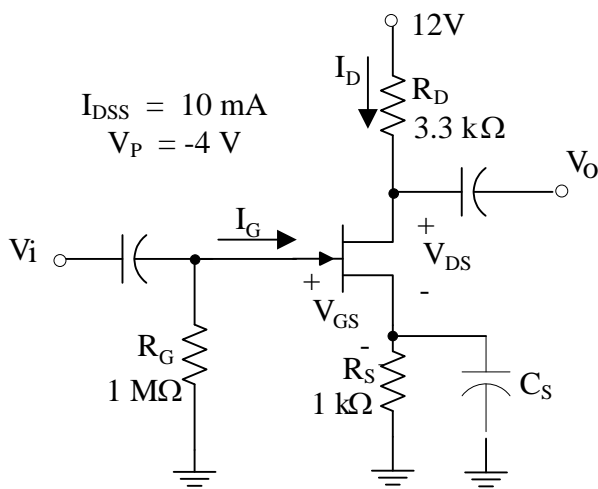 12V
I_D
R_D
3.3 kΩ
I_DSS = 10 mA
V_P = -4 V
V_o
I_G
Vi
+
V_DS
-
+
V_GS
-
R_G
1 MΩ
R_S
1 kΩ
C_S